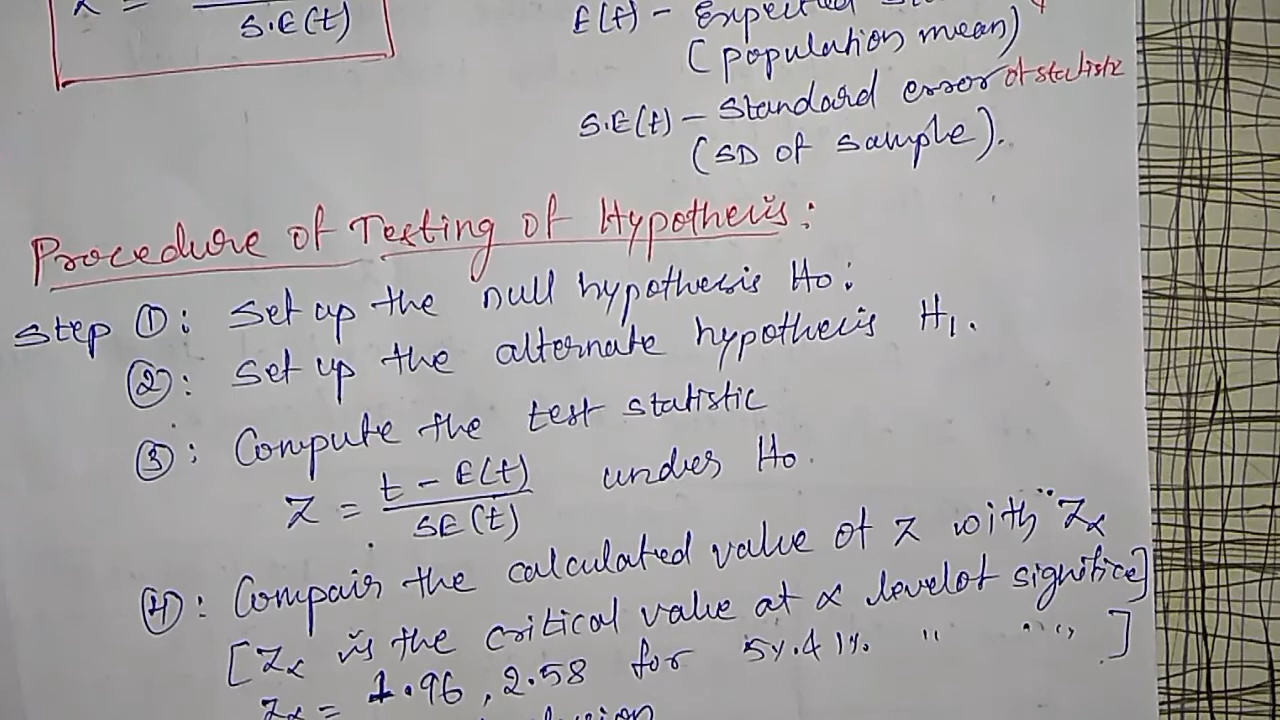 S.E(t)
E(t) - Expected
(population mean)
S.E(t) - Standard error of statistic
(SD of sample).
Procedure of Testing of Hypothesis:
Step ①: Set up the null hypothesis H₀:
②: Set up the alternate hypothesis H₁.
③: Compute the test statistic
Z = t - E(t) / SE(t) under H₀.
④: Compair the calculated value of Z with "Zα
[Zα is the critical value at α level of significe]
Zα = 1.96, 2.58 for 5%. & 1%. " " " ]